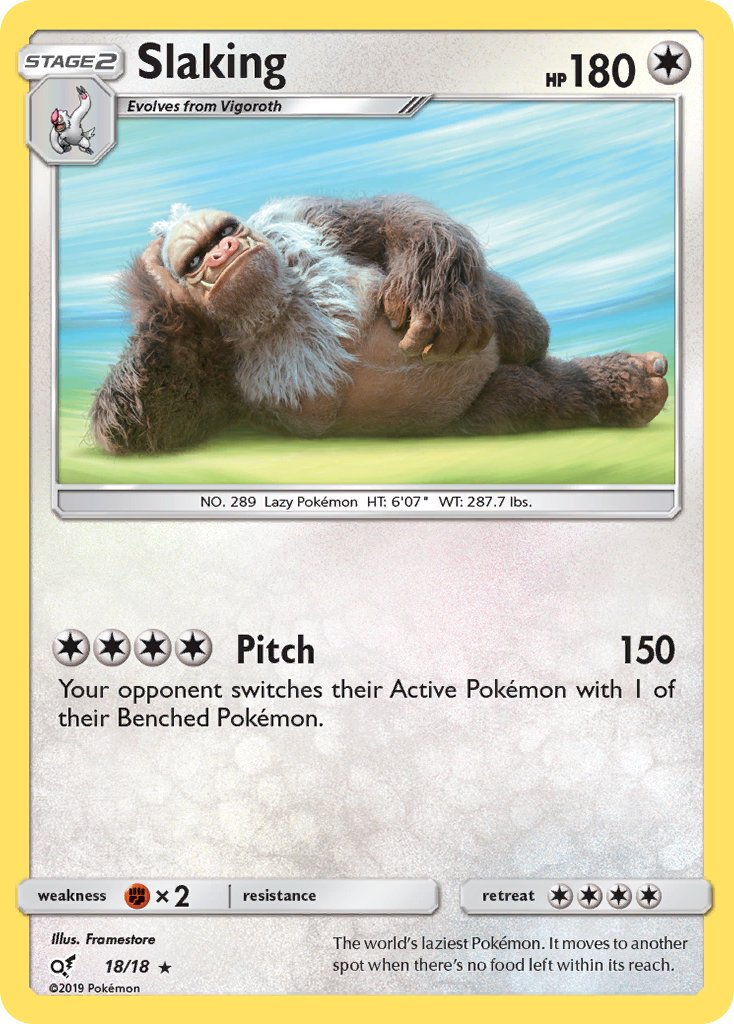 STAGE2
Slaking
HP 180
Evolves from Vigoroth
NO. 289 Lazy Pokémon HT: 6'07" WT: 287.7 lbs.
Pitch 150
Your opponent switches their Active Pokémon with 1 of
their Benched Pokémon.
weakness ×2 resistance retreat
Illus. Framestore
18/18
©2019 Pokémon
The world's laziest Pokémon. It moves to another
spot when there's no food left within its reach.